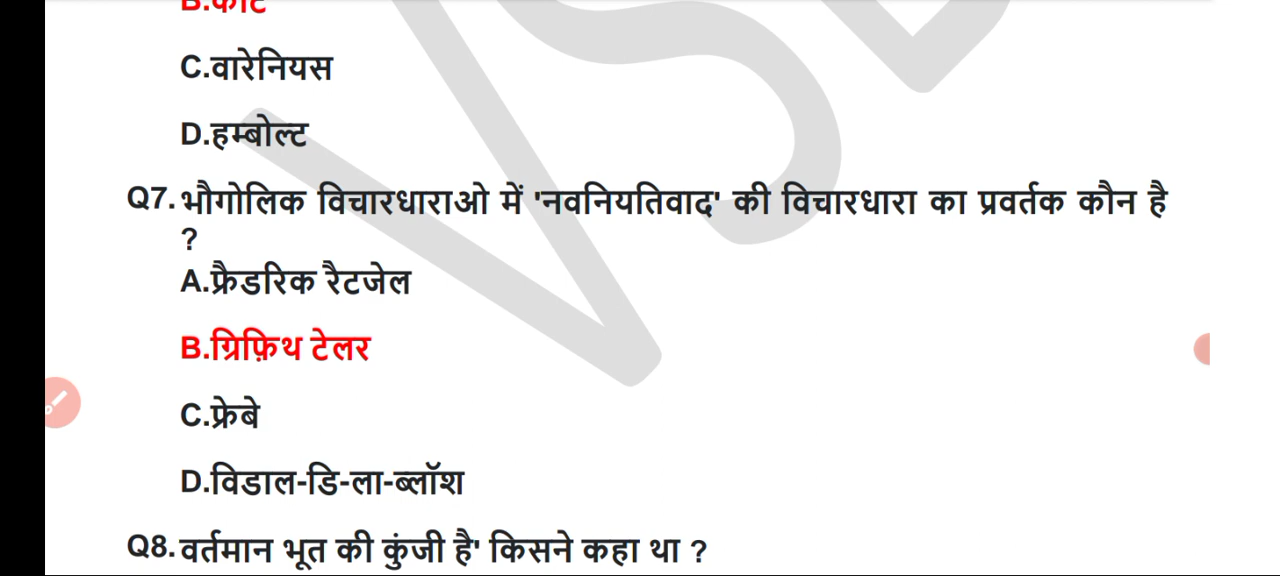 B.कांट
C.वारेनियस
D.हम्बोल्ट
Q7. भौगोलिक विचारधाराओ में 'नवनियतिवाद' की विचारधारा का प्रवर्तक कौन है
?
A.फ्रैडरिक रैटजेल
B.ग्रिफ़िथ टेलर
C.फ्रेबे
D.विडाल-डि-ला-ब्लॉश
Q8. वर्तमान भूत की कुंजी है' किसने कहा था ?